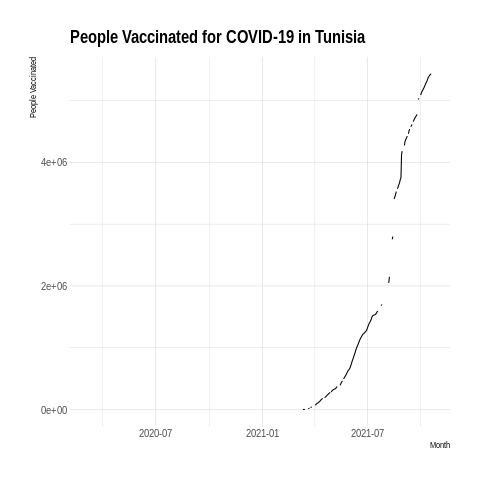 People Vaccinated for COVID-19 in Tunisia
People Vaccinated
4e+06
2e+06
0e+00
2020-07 2021-01 2021-07
Month